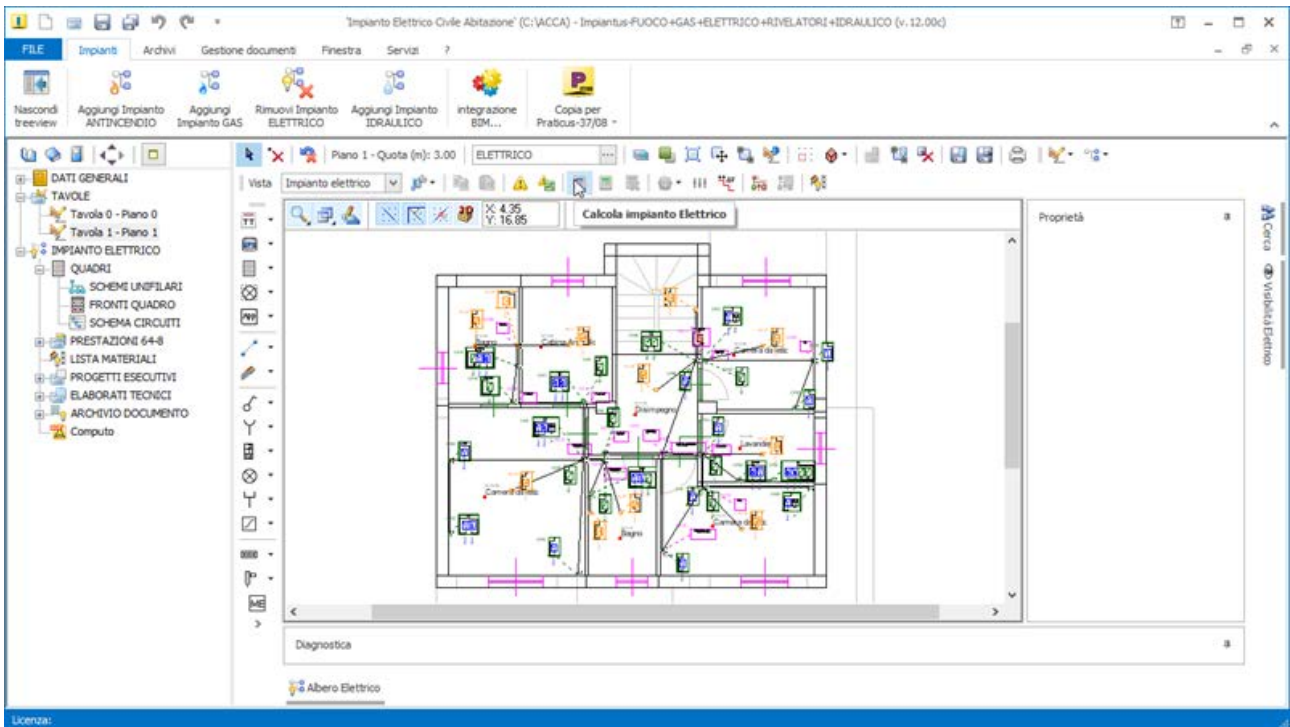 'Impianto Elettrico Civile Abitazione' (C:\ACCA) - Impiantus-FUOCO+GAS+ELETTRICO+RIVELATORI+IDRAULICO (v.12.00c)
FILE Impianti Archivi Gestione documenti Finestra Servizi ?
Nascondi treeview
Aggiungi Impianto ANTINCENDIO
Aggiungi Impianto GAS
Rimuovi Impianto ELETTRICO
Aggiungi Impianto IDRAULICO
integrazione BIM...
Copia per Praticus-37/08
Piano 1 - Quota (m): 3.00 ELETTRICO ...
Vista Impianto elettrico
X: 4.35
Y: 16.85
Calcola impianto Elettrico
DATI GENERALI
TAVOLE
Tavola 0 - Piano 0
Tavola 1 - Piano 1
IMPIANTO ELETTRICO
QUADRI
SCHEMI UNIFILARI
FRONTI QUADRO
SCHEMA CIRCUITI
PRESTAZIONI 64-8
LISTA MATERIALI
PROGETTI ESECUTIVI
ELABORATI TECNICI
ARCHIVIO DOCUMENTO
Computo
Bagno
Disimpegno
Bagno
Proprietà
Cerca
Visibilità Elettrico
Diagnostica
Albero Elettrico
Licenza: